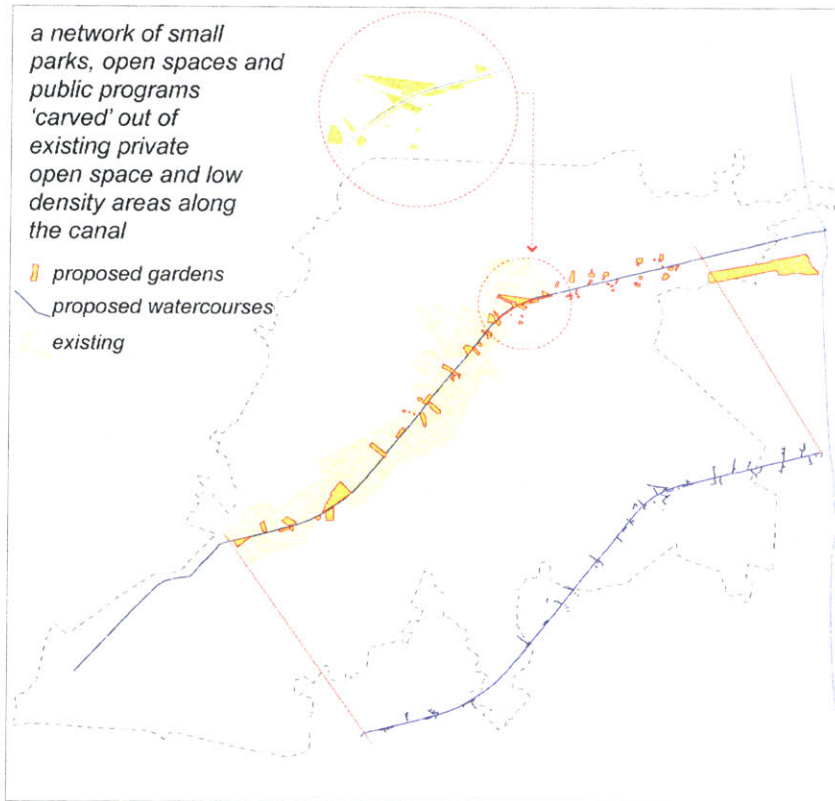 a network of small
parks, open spaces and
public programs
‘carved’ out of
existing private
open space and low
density areas along
the canal
proposed gardens
proposed watercourses
existing